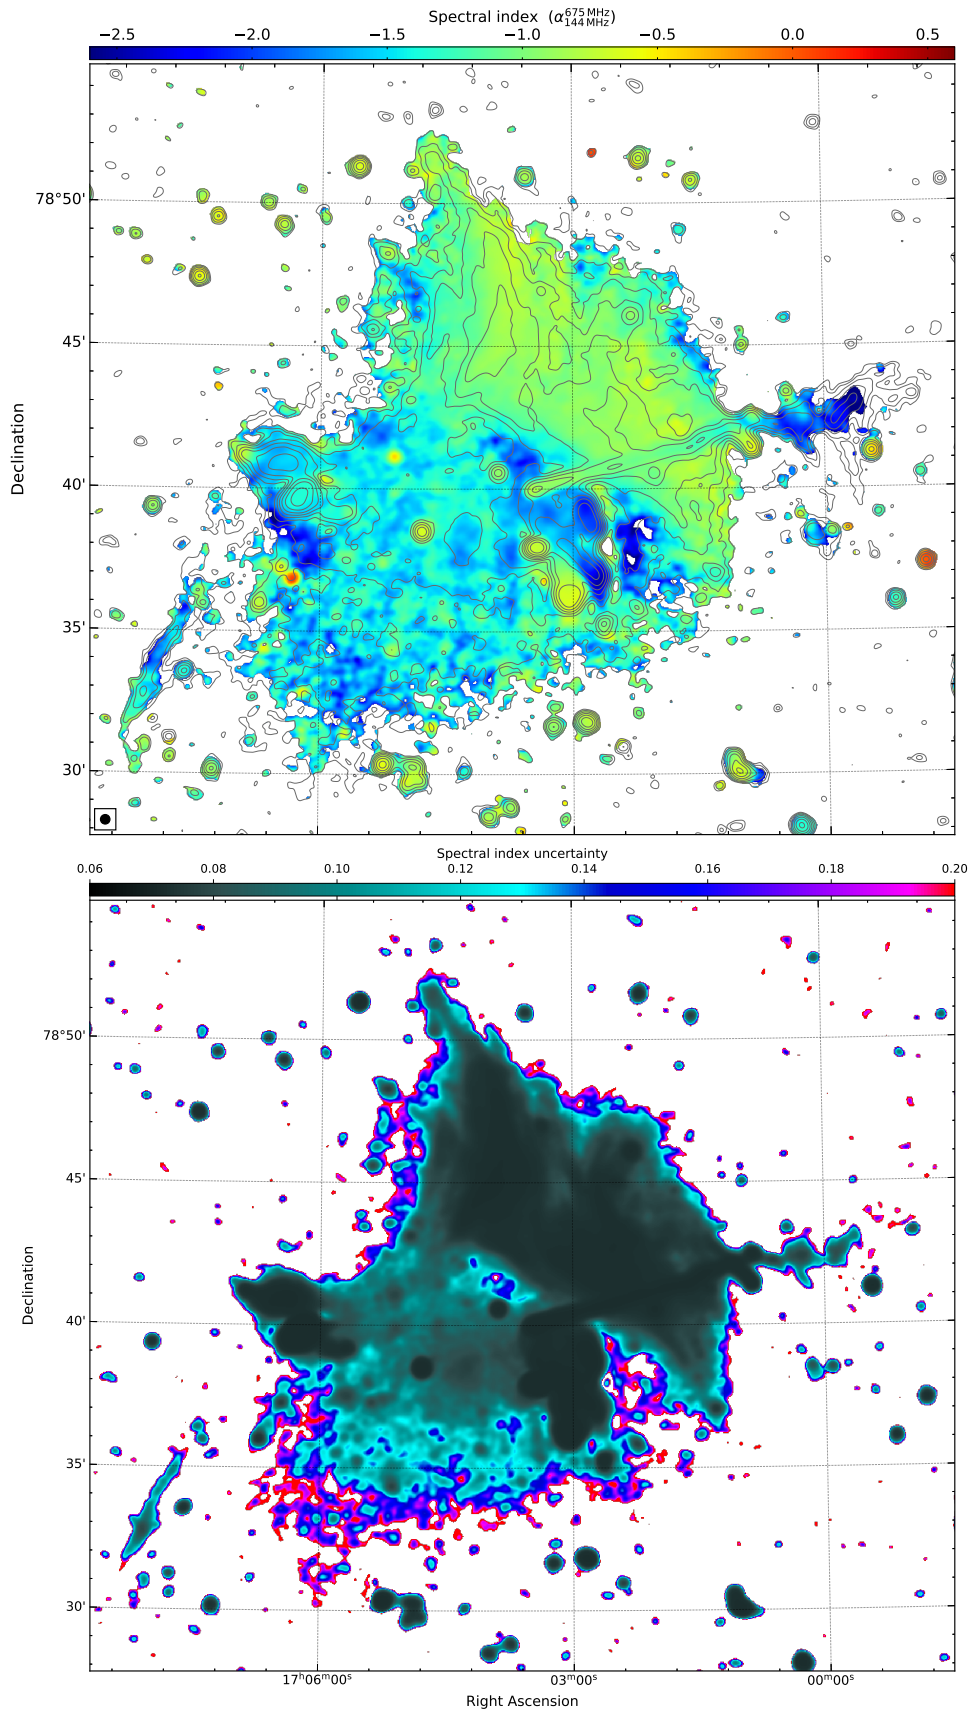 Spectral index (α^{675 MHz}_{144 MHz})
−2.5 −2.0 −1.5 −1.0 −0.5 0.0 0.5
Declination
78°50'
45'
40'
35'
30'
Spectral index uncertainty
0.06 0.08 0.10 0.12 0.14 0.16 0.18 0.20
Declination
78°50'
45'
40'
35'
30'
17ʰ06ᵐ00ˢ 03ᵐ00ˢ 00ᵐ00ˢ
Right Ascension